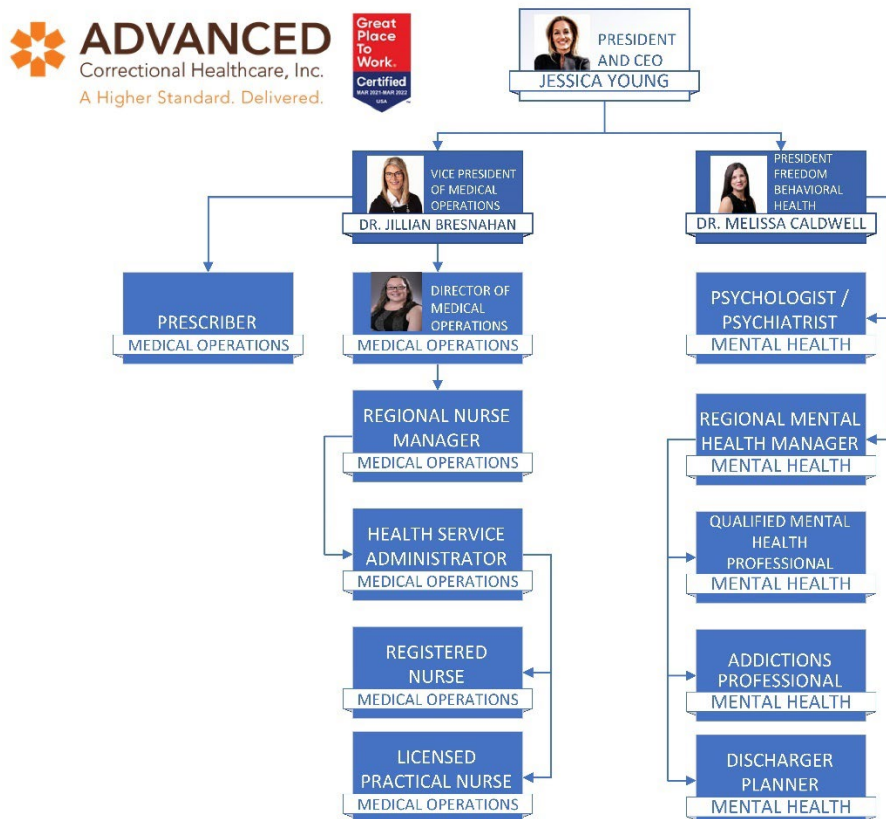 ADVANCED
Correctional Healthcare, Inc.
A Higher Standard. Delivered.
Great
Place
To
Work.
Certified
MAR 2021-MAR 2022
USA
PRESIDENT
AND CEO
JESSICA YOUNG
VICE PRESIDENT
OF MEDICAL
OPERATIONS
DR. JILLIAN BRESNAHAN
PRESIDENT
FREEDOM
BEHAVIORAL
HEALTH
DR. MELISSA CALDWELL
PRESCRIBER
MEDICAL OPERATIONS
DIRECTOR OF
MEDICAL
OPERATIONS
MEDICAL OPERATIONS
PSYCHOLOGIST /
PSYCHIATRIST
MENTAL HEALTH
REGIONAL NURSE
MANAGER
MEDICAL OPERATIONS
REGIONAL MENTAL
HEALTH MANAGER
MENTAL HEALTH
HEALTH SERVICE
ADMINISTRATOR
MEDICAL OPERATIONS
QUALIFIED MENTAL
HEALTH
PROFESSIONAL
MENTAL HEALTH
REGISTERED
NURSE
MEDICAL OPERATIONS
ADDICTIONS
PROFESSIONAL
MENTAL HEALTH
LICENSED
PRACTICAL NURSE
MEDICAL OPERATIONS
DISCHARGER
PLANNER
MENTAL HEALTH